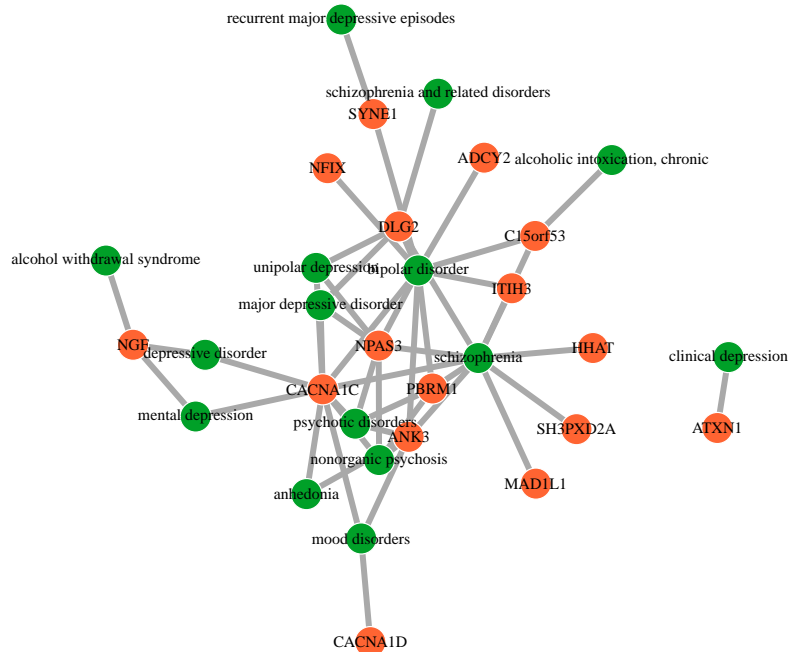 recurrent major depressive episodes
schizophrenia and related disorders
SYNE1
ADCY2
alcoholic intoxication, chronic
NFIX
DLG2
C15orf53
alcohol withdrawal syndrome
unipolar depression
bipolar disorder
ITIH3
major depressive disorder
NGF
depressive disorder
NPAS3
schizophrenia
HHAT
clinical depression
CACNA1C
PBRM1
mental depression
psychotic disorders
ANK3
SH3PXD2A
ATXN1
nonorganic psychosis
MAD1L1
anhedonia
mood disorders
CACNA1D